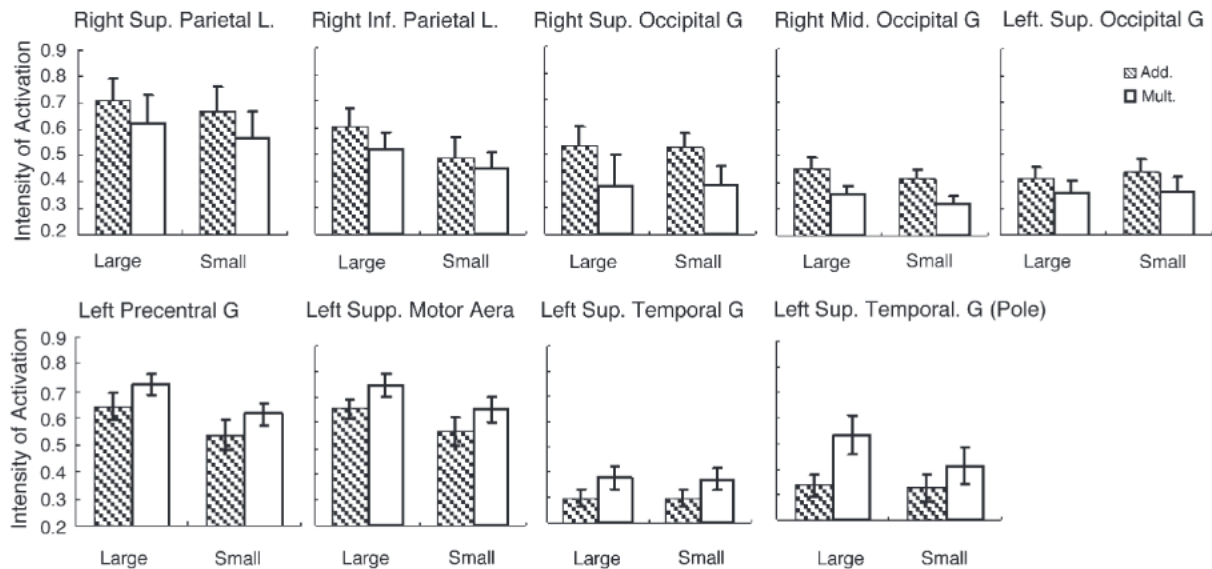 Right Sup. Parietal L. Right Inf. Parietal L. Right Sup. Occipital G Right Mid. Occipital G Left. Sup. Occipital G
Intensity of Activation
0.9
0.8
0.7
0.6
0.5
0.4
0.3
0.2
Add.
Mult.
Large Small Large Small Large Small Large Small Large Small
Left Precentral G Left Supp. Motor Aera Left Sup. Temporal G Left Sup. Temporal. G (Pole)
Intensity of Activation
0.9
0.8
0.7
0.6
0.5
0.4
0.3
0.2
Large Small Large Small Large Small Large Small